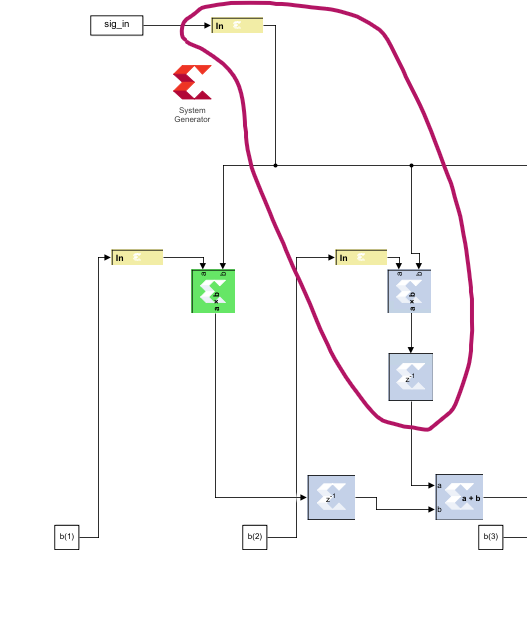 sig_in
In
System
Generator
In
In
a
b
a × b
a
b
a × b
z-1
z-1
a
b
a + b
b(1)
b(2)
b(3)